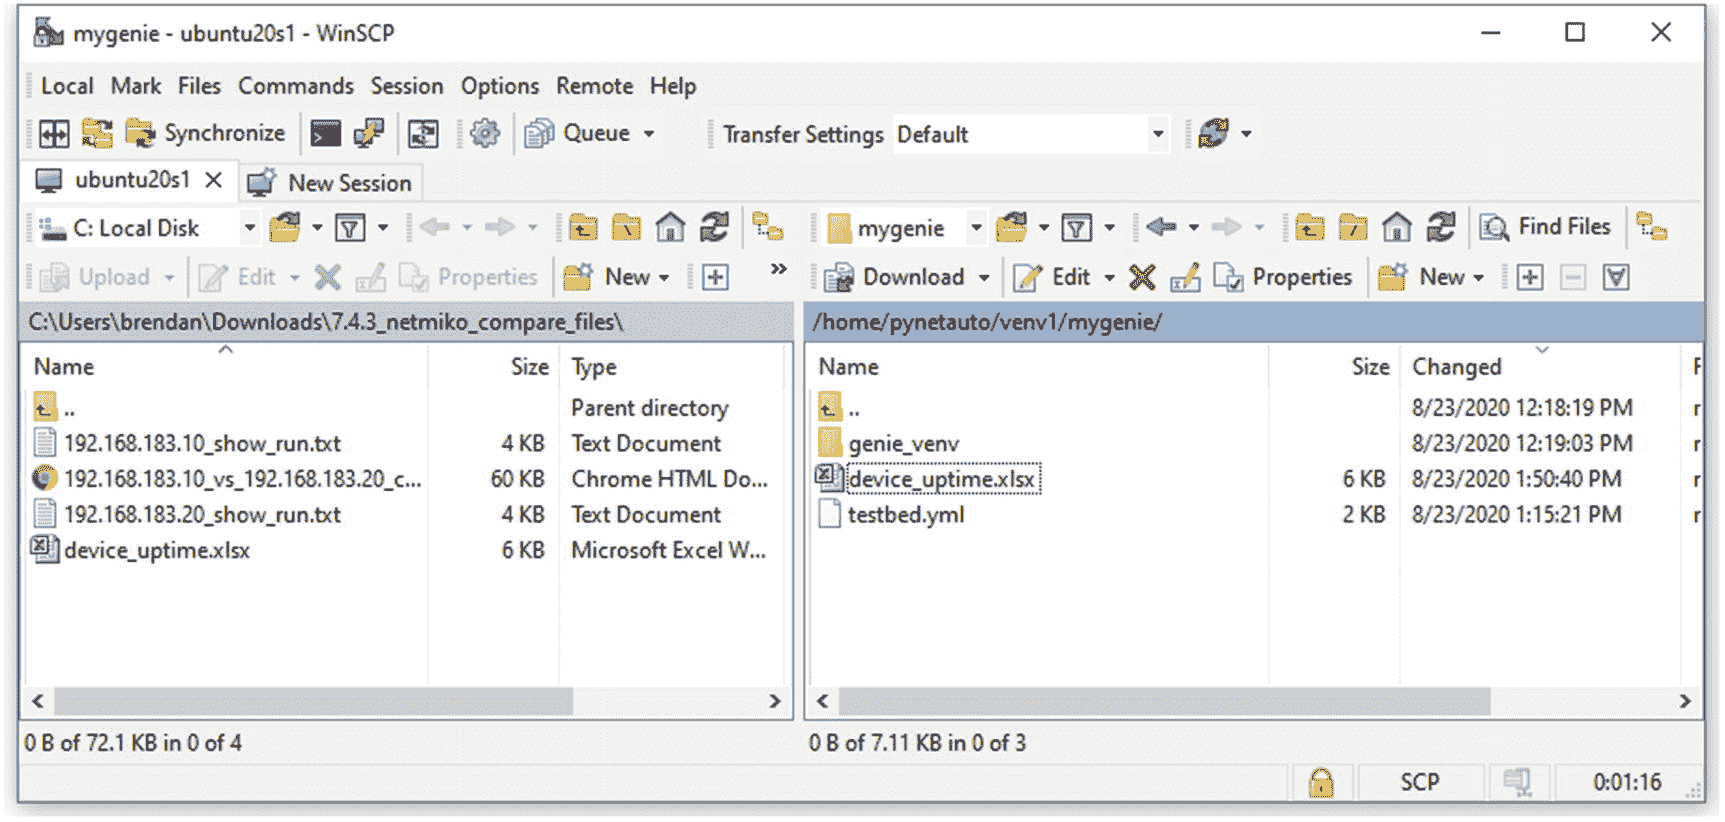 mygenie - ubuntu20s1 - WinSCP
Local Mark Files Commands Session Options Remote Help
Synchronize Queue Transfer Settings Default
ubuntu20s1 New Session
C: Local Disk mygenie Find Files
Upload Edit Properties New » Download Edit Properties New
C:\Users\brendan\Downloads\7.4.3_netmiko_compare_files\ /home/pynetauto/venv1/mygenie/
Name Size Type Name Size Changed
.. Parent directory .. 8/23/2020 12:18:19 PM r
192.168.183.10_show_run.txt 4 KB Text Document genie_venv 8/23/2020 12:19:03 PM r
192.168.183.10_vs_192.168.183.20_c... 60 KB Chrome HTML Do... device_uptime.xlsx 6 KB 8/23/2020 1:50:40 PM r
192.168.183.20_show_run.txt 4 KB Text Document testbed.yml 2 KB 8/23/2020 1:15:21 PM r
device_uptime.xlsx 6 KB Microsoft Excel W...
0 B of 72.1 KB in 0 of 4 0 B of 7.11 KB in 0 of 3
SCP 0:01:16